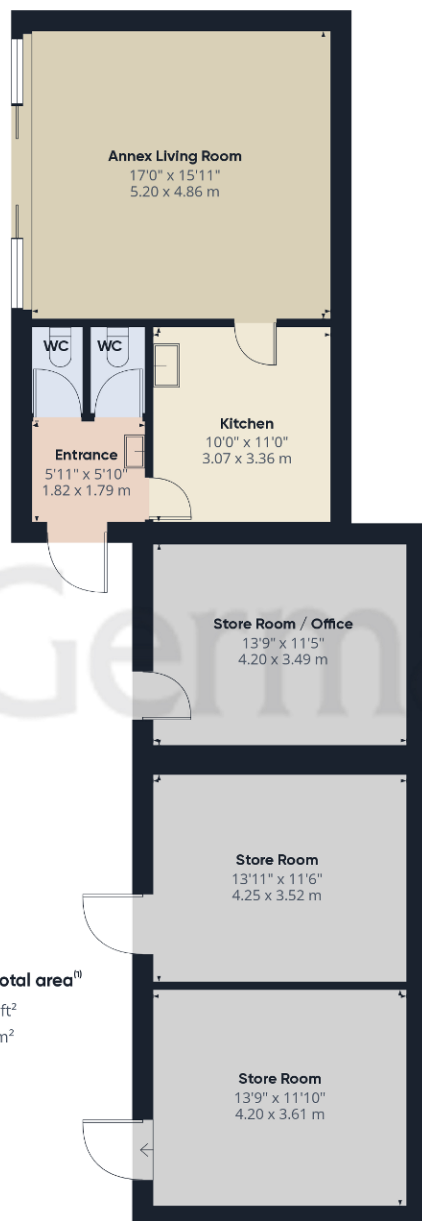 Annex Living Room
17'0" x 15'11"
5.20 x 4.86 m
WC
WC
Kitchen
10'0" x 11'0"
3.07 x 3.36 m
Entrance
5'11" x 5'10"
1.82 x 1.79 m
Store Room / Office
13'9" x 11'5"
4.20 x 3.49 m
Germ
Store Room
13'11" x 11'6"
4.25 x 3.52 m
otal area⁽¹⁾
ft²
m²
Store Room
13'9" x 11'10"
4.20 x 3.61 m